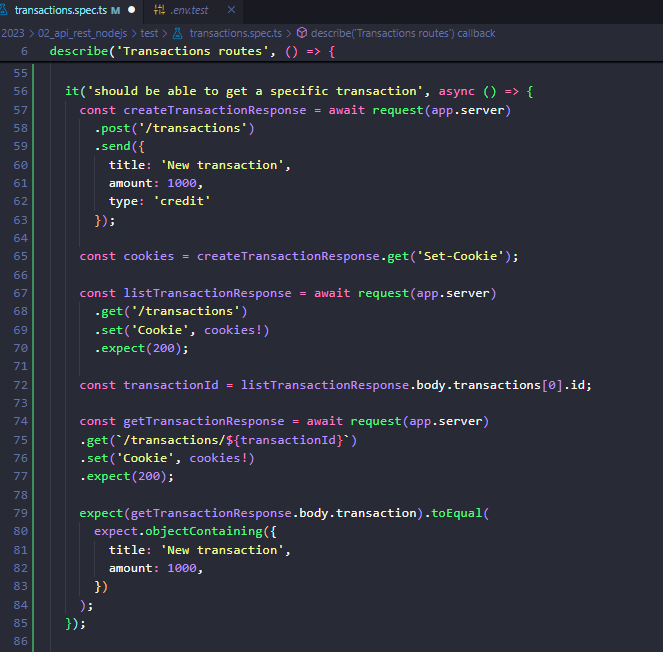 transactions.spec.ts M ● .env.test ×
2023 > 02_api_rest_nodejs > test > transactions.spec.ts > describe('Transactions routes') callback
6 describe('Transactions routes', () => {
55
56 it('should be able to get a specific transaction', async () => {
57 const createTransactionResponse = await request(app.server)
58 .post('/transactions')
59 .send({
60 title: 'New transaction',
61 amount: 1000,
62 type: 'credit'
63 });
64
65 const cookies = createTransactionResponse.get('Set-Cookie');
66
67 const listTransactionResponse = await request(app.server)
68 .get('/transactions')
69 .set('Cookie', cookies!)
70 .expect(200);
71
72 const transactionId = listTransactionResponse.body.transactions[0].id;
73
74 const getTransactionResponse = await request(app.server)
75 .get(`/transactions/${transactionId}`)
76 .set('Cookie', cookies!)
77 .expect(200);
78
79 expect(getTransactionResponse.body.transaction).toEqual(
80 expect.objectContaining({
81 title: 'New transaction',
82 amount: 1000,
83 })
84 );
85 });
86